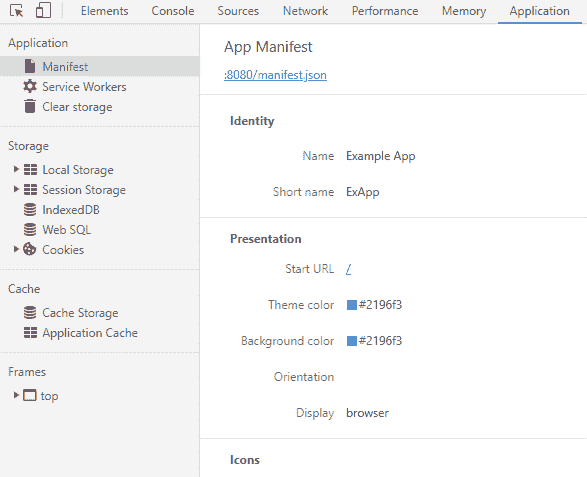 Elements Console Sources Network Performance Memory Application
Application
Manifest
Service Workers
Clear storage
Storage
Local Storage
Session Storage
IndexedDB
Web SQL
Cookies
Cache
Cache Storage
Application Cache
Frames
top
App Manifest
:8080/manifest.json
Identity
Name Example App
Short name ExApp
Presentation
Start URL /
Theme color #2196f3
Background color #2196f3
Orientation
Display browser
Icons